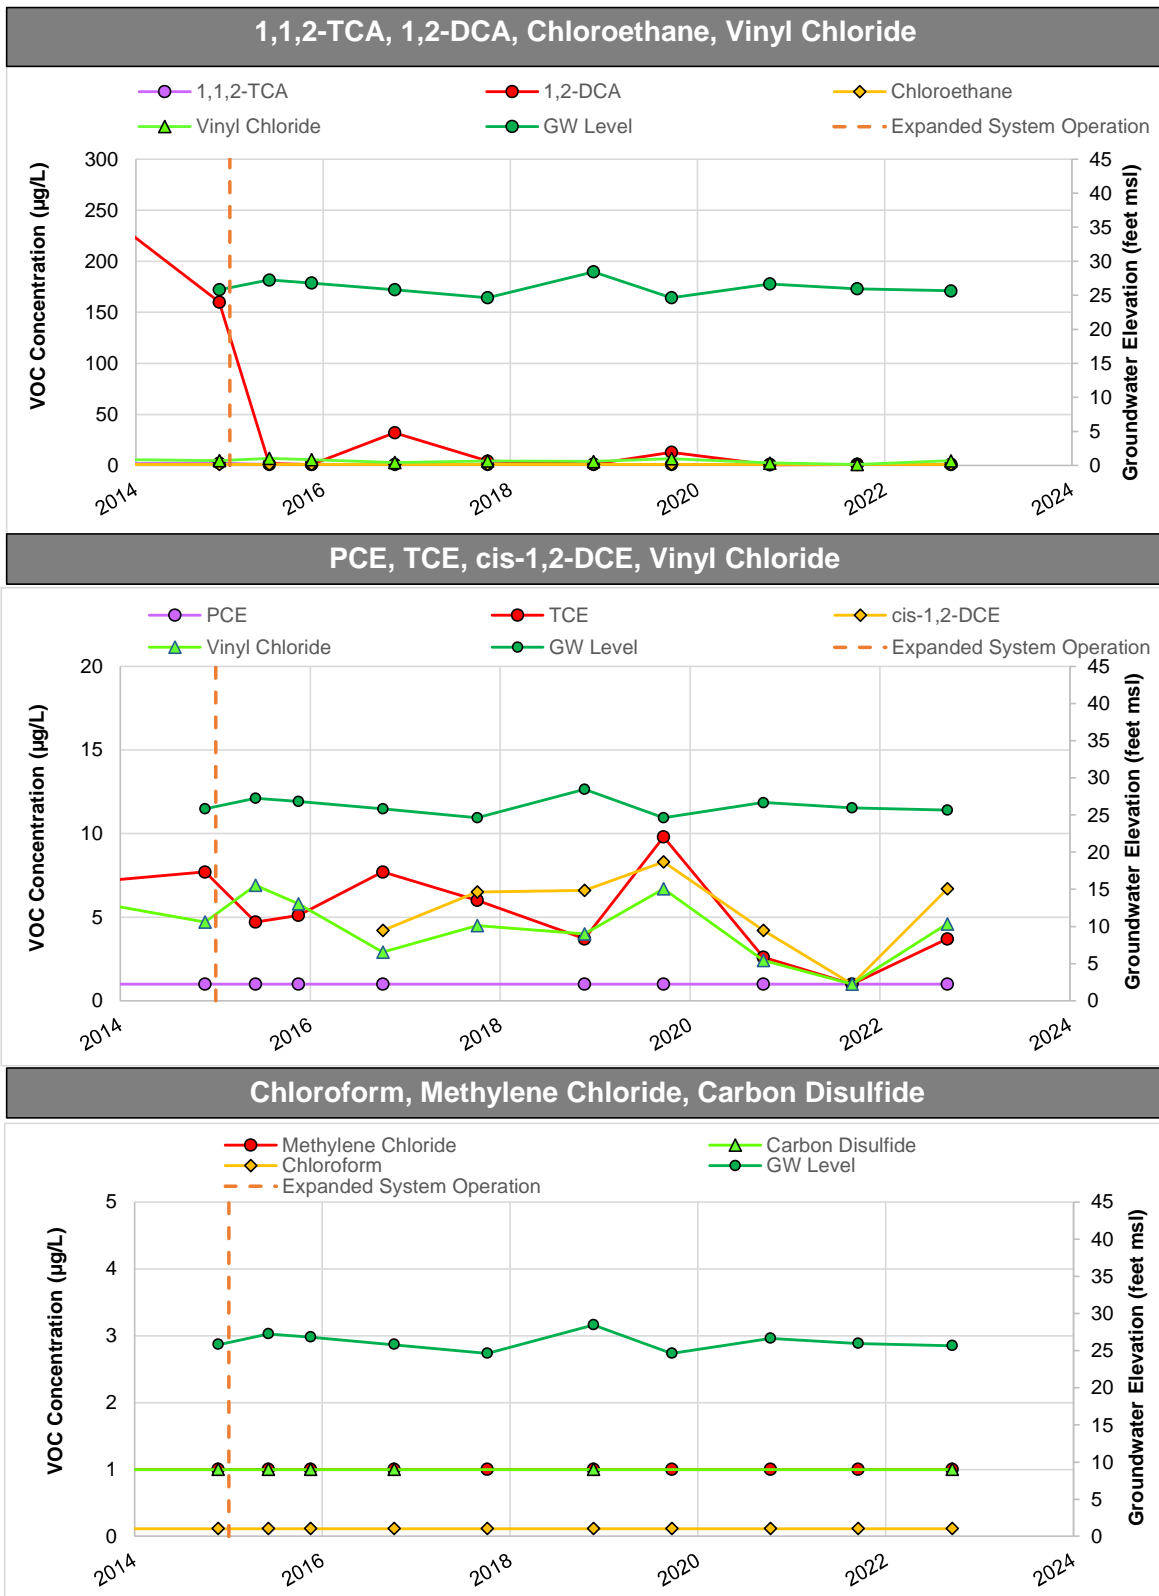 1,1,2-TCA, 1,2-DCA, Chloroethane, Vinyl Chloride
1,1,2-TCA 1,2-DCA Chloroethane
Vinyl Chloride GW Level Expanded System Operation
VOC Concentration (µg/L)
300
250
200
150
100
50
0
45
40
35
30
25
20
15
10
5
0
Groundwater Elevation (feet msl)
2014 2016 2018 2020 2022 2024
PCE, TCE, cis-1,2-DCE, Vinyl Chloride
PCE TCE cis-1,2-DCE
Vinyl Chloride GW Level Expanded System Operation
VOC Concentration (µg/L)
20
15
10
5
0
45
40
35
30
25
20
15
10
5
0
Groundwater Elevation (feet msl)
2014 2016 2018 2020 2022 2024
Chloroform, Methylene Chloride, Carbon Disulfide
Methylene Chloride Carbon Disulfide
Chloroform GW Level
Expanded System Operation
VOC Concentration (µg/L)
5
4
3
2
1
0
45
40
35
30
25
20
15
10
5
0
Groundwater Elevation (feet msl)
2014 2016 2018 2020 2022 2024